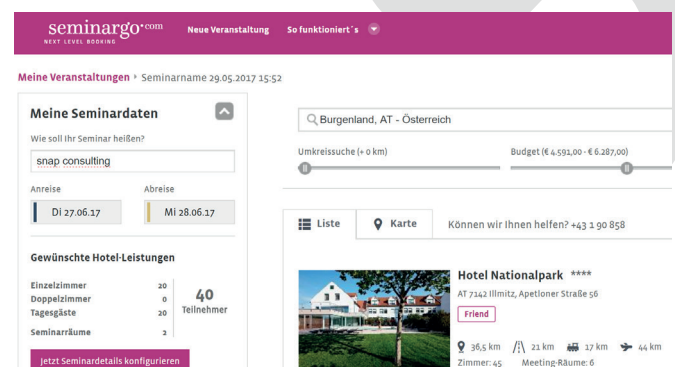 seminargo.com
NEXT LEVEL BOOKING
Neue Veranstaltung So funktioniert´s
Meine Veranstaltungen Seminarname 29.05.2017 15:52
Meine Seminardaten
Wie soll Ihr Seminar heißen?
snap consulting
Anreise Abreise
Di 27.06.17 Mi 28.06.17
Gewünschte Hotel-Leistungen
Einzelzimmer 20
Doppelzimmer 0
Tagesgäste 20
Seminarräume 2
40
Teilnehmer
Jetzt Seminardetails konfigurieren
Burgenland, AT - Österreich
Umkreissuche (+ 0 km) Budget (€ 4.591,00 - € 6.287,00)
Liste Karte Können wir Ihnen helfen? +43 1 90 858
Hotel Nationalpark ****
AT 7142 Illmitz, Apetloner Straße 56
Friend
36,5 km 21 km 17 km 44 km
Zimmer: 45 Meeting-Räume: 6